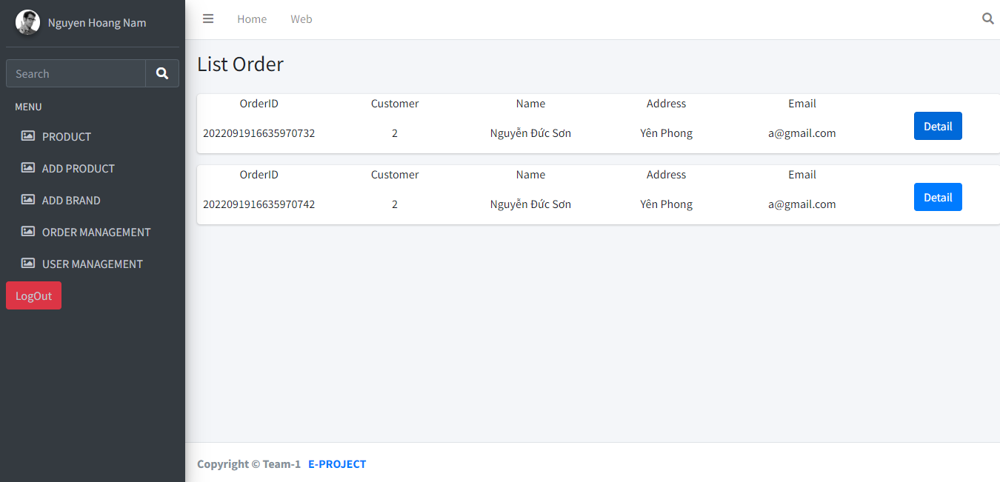 Nguyen Hoang Nam
Search
MENU
PRODUCT
ADD PRODUCT
ADD BRAND
ORDER MANAGEMENT
USER MANAGEMENT
LogOut
Home Web
List Order
OrderID Customer Name Address Email
2022091916635970732 2 Nguyễn Đức Sơn Yên Phong a@gmail.com
Detail
OrderID Customer Name Address Email
2022091916635970742 2 Nguyễn Đức Sơn Yên Phong a@gmail.com
Detail
Copyright © Team-1 E-PROJECT